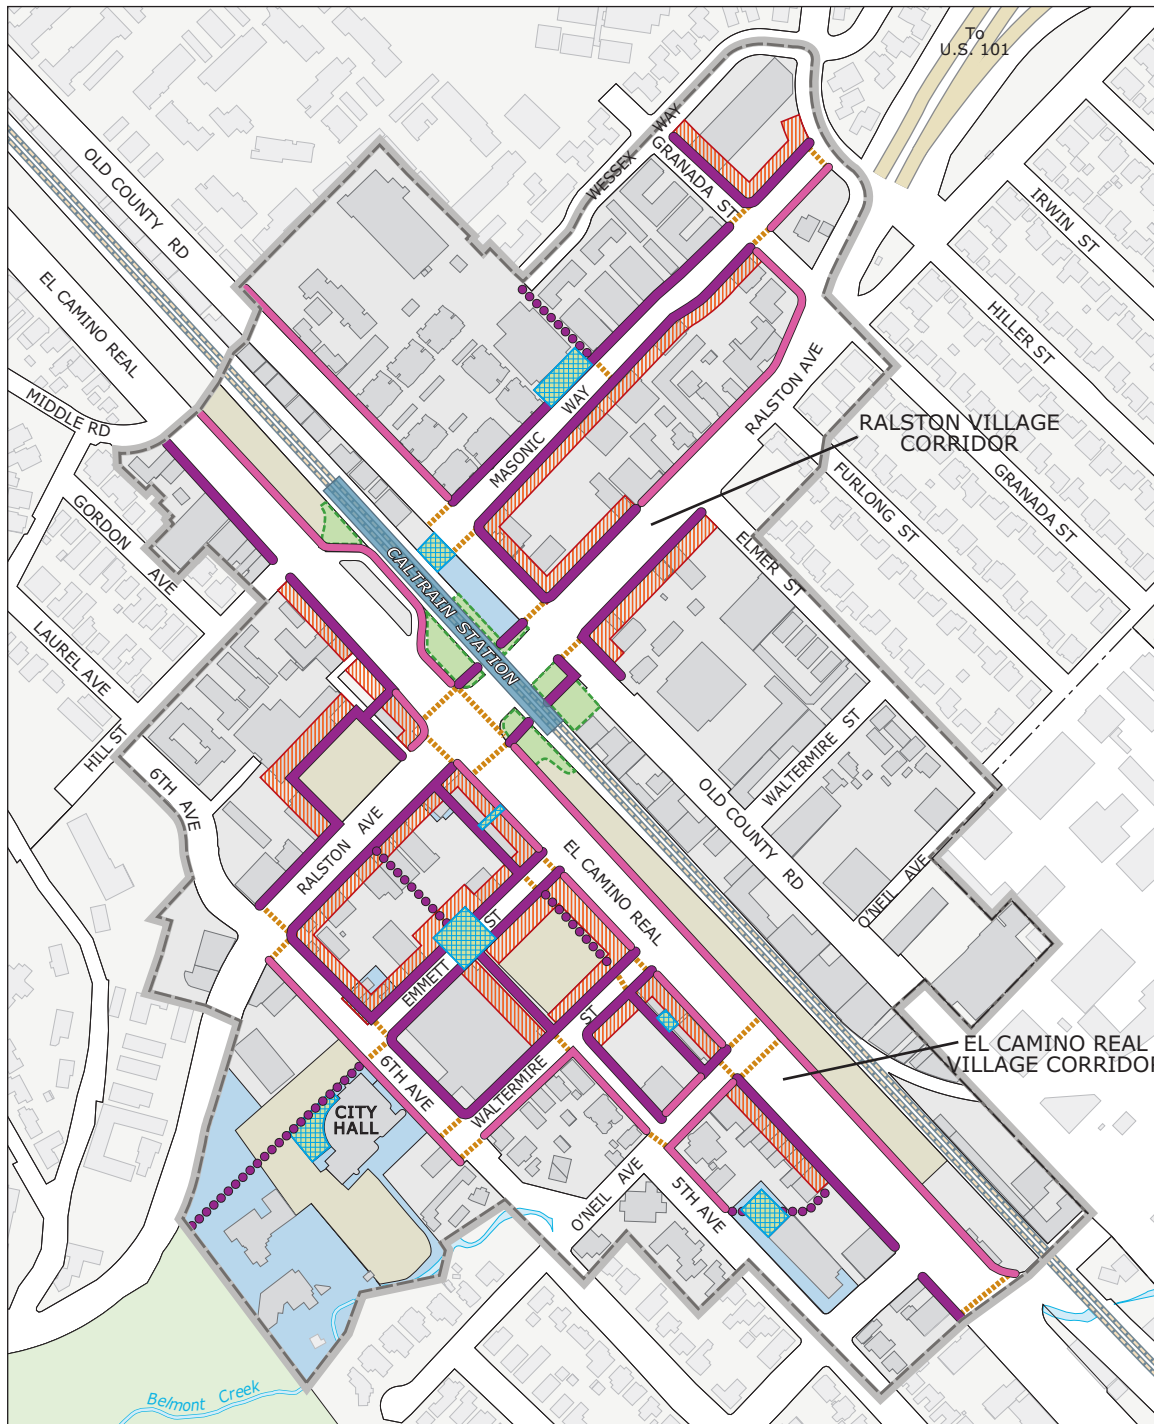 To
U.S. 101
WESSEX WAY
GRANADA ST
OLD COUNTY RD
IRWIN ST
EL CAMINO REAL
HILLER ST
MIDDLE RD
MASONIC WAY
RALSTON AVE
RALSTON VILLAGE
CORRIDOR
GORDON AVE
FURLONG ST
GRANADA ST
CALTRAIN STATION
ELMER ST
LAUREL AVE
HILL ST
6TH AVE
WALTERMIRE ST
RALSTON AVE
OLD COUNTY RD
EL CAMINO REAL
O'NEIL AVE
EMMETT ST
6TH AVE
WALTERMIRE ST
EL CAMINO REAL
VILLAGE CORRIDOR
CITY
HALL
O'NEIL AVE
5TH AVE
Belmont Creek